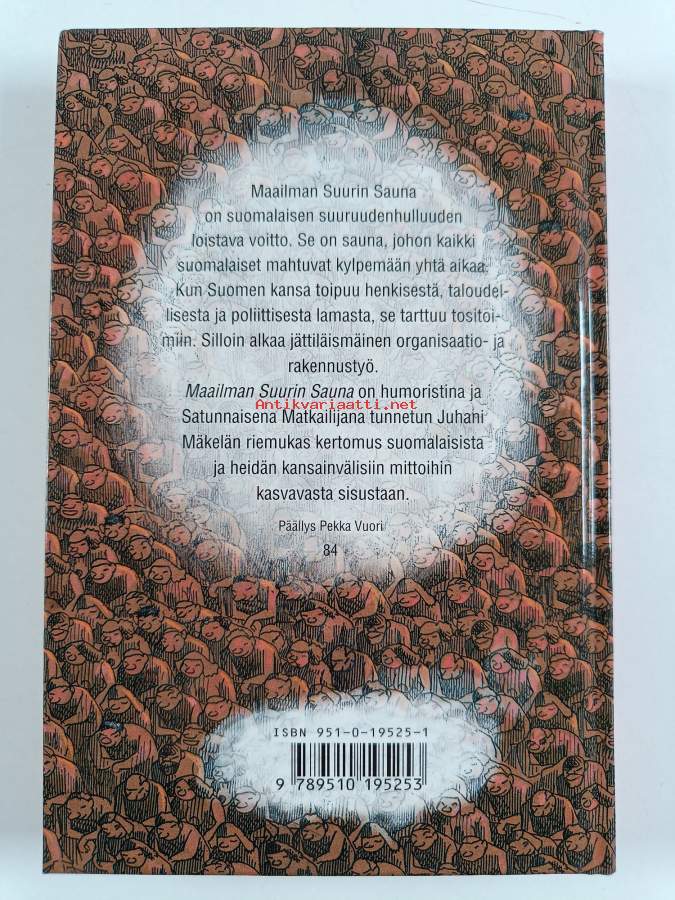 Maailman Suurin Sauna
on suomalaisen suuruudenhulluuden
loistava voitto. Se on sauna, johon kaikki
suomalaiset mahtuvat kylpemään yhtä aikaa.
Kun Suomen kansa toipuu henkisestä, taloudel-
lisesta ja poliittisesta lamasta, se tarttuu tositoi-
miin. Silloin alkaa jättiläismäinen organisaatio- ja
rakennustyö.
Maailman Suurin Sauna on humoristina ja
Antikvariaatti.net
Satunnaisena Matkailijana tunnetun Juhani
Mäkelän riemukas kertomus suomalaisista
ja heidän kansainvälisiin mittoihin
kasvavasta sisustaan.
Päällys Pekka Vuori
84
ISBN 951-0-19525-1
9 789510 195253